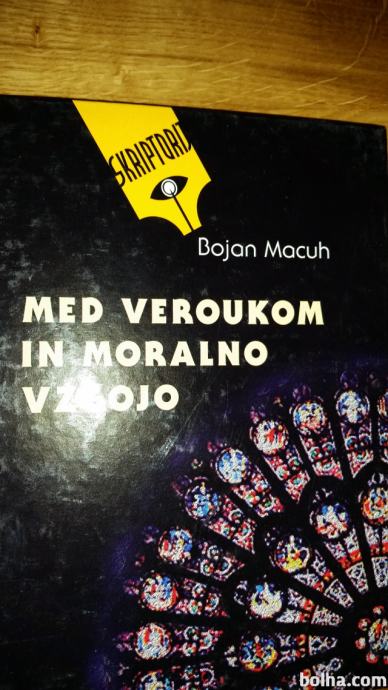 SKRIPTORIJ
Bojan Macuh
MED VEROUKOM
IN MORALNO
VZGOJO
bolha.com